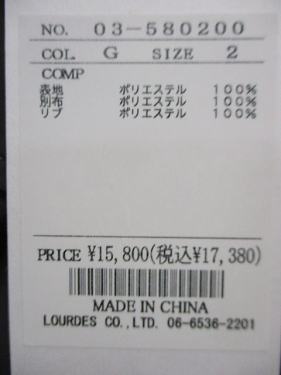 NO. 03-580200
COL. G SIZE 2
COMP
表地 ポリエステル 100%
別布 ポリエステル 100%
リブ ポリエステル 100%
PRICE ¥15,800(税込¥17,380)
MADE IN CHINA
LOURDES CO.,LTD. 06-6536-2201